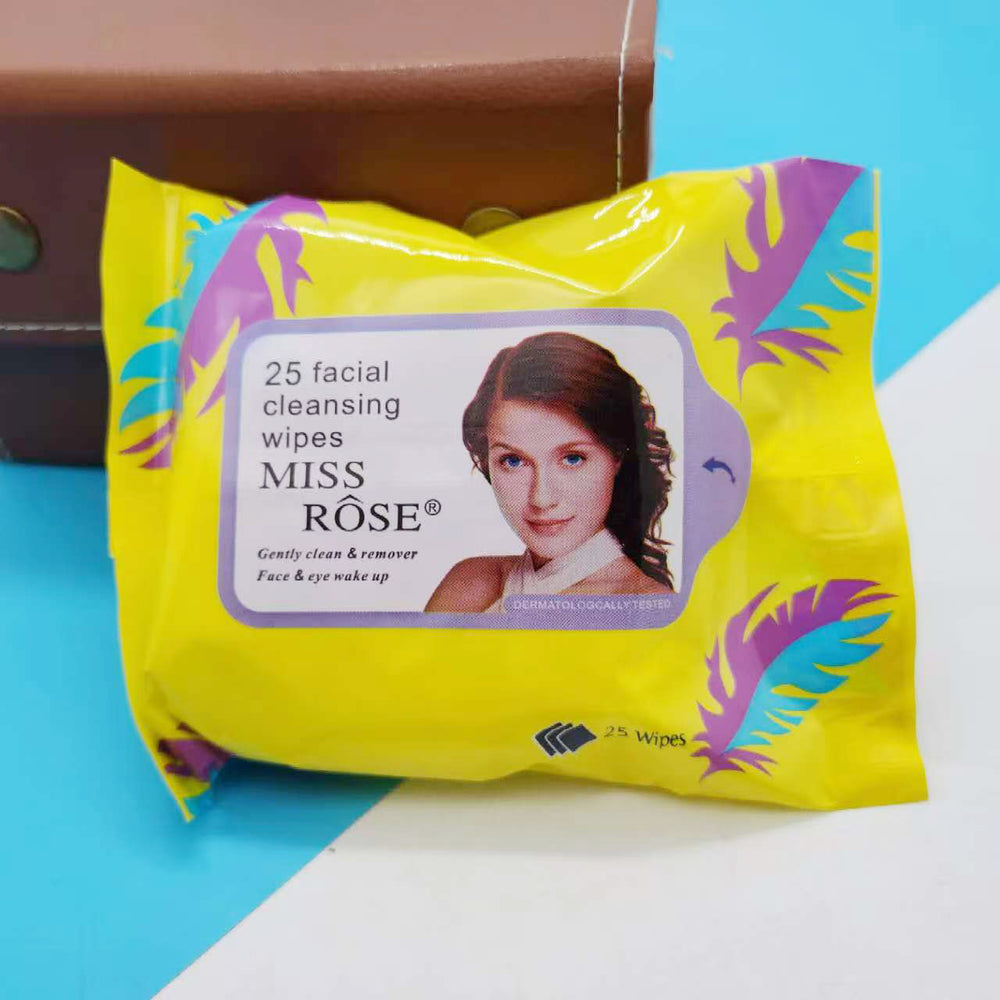 25 facial
cleansing
wipes
MISS
RÔSE®
Gently clean & remover
Face & eye wake up
DERMATOLOGCALLY TESTED
25 Wipes